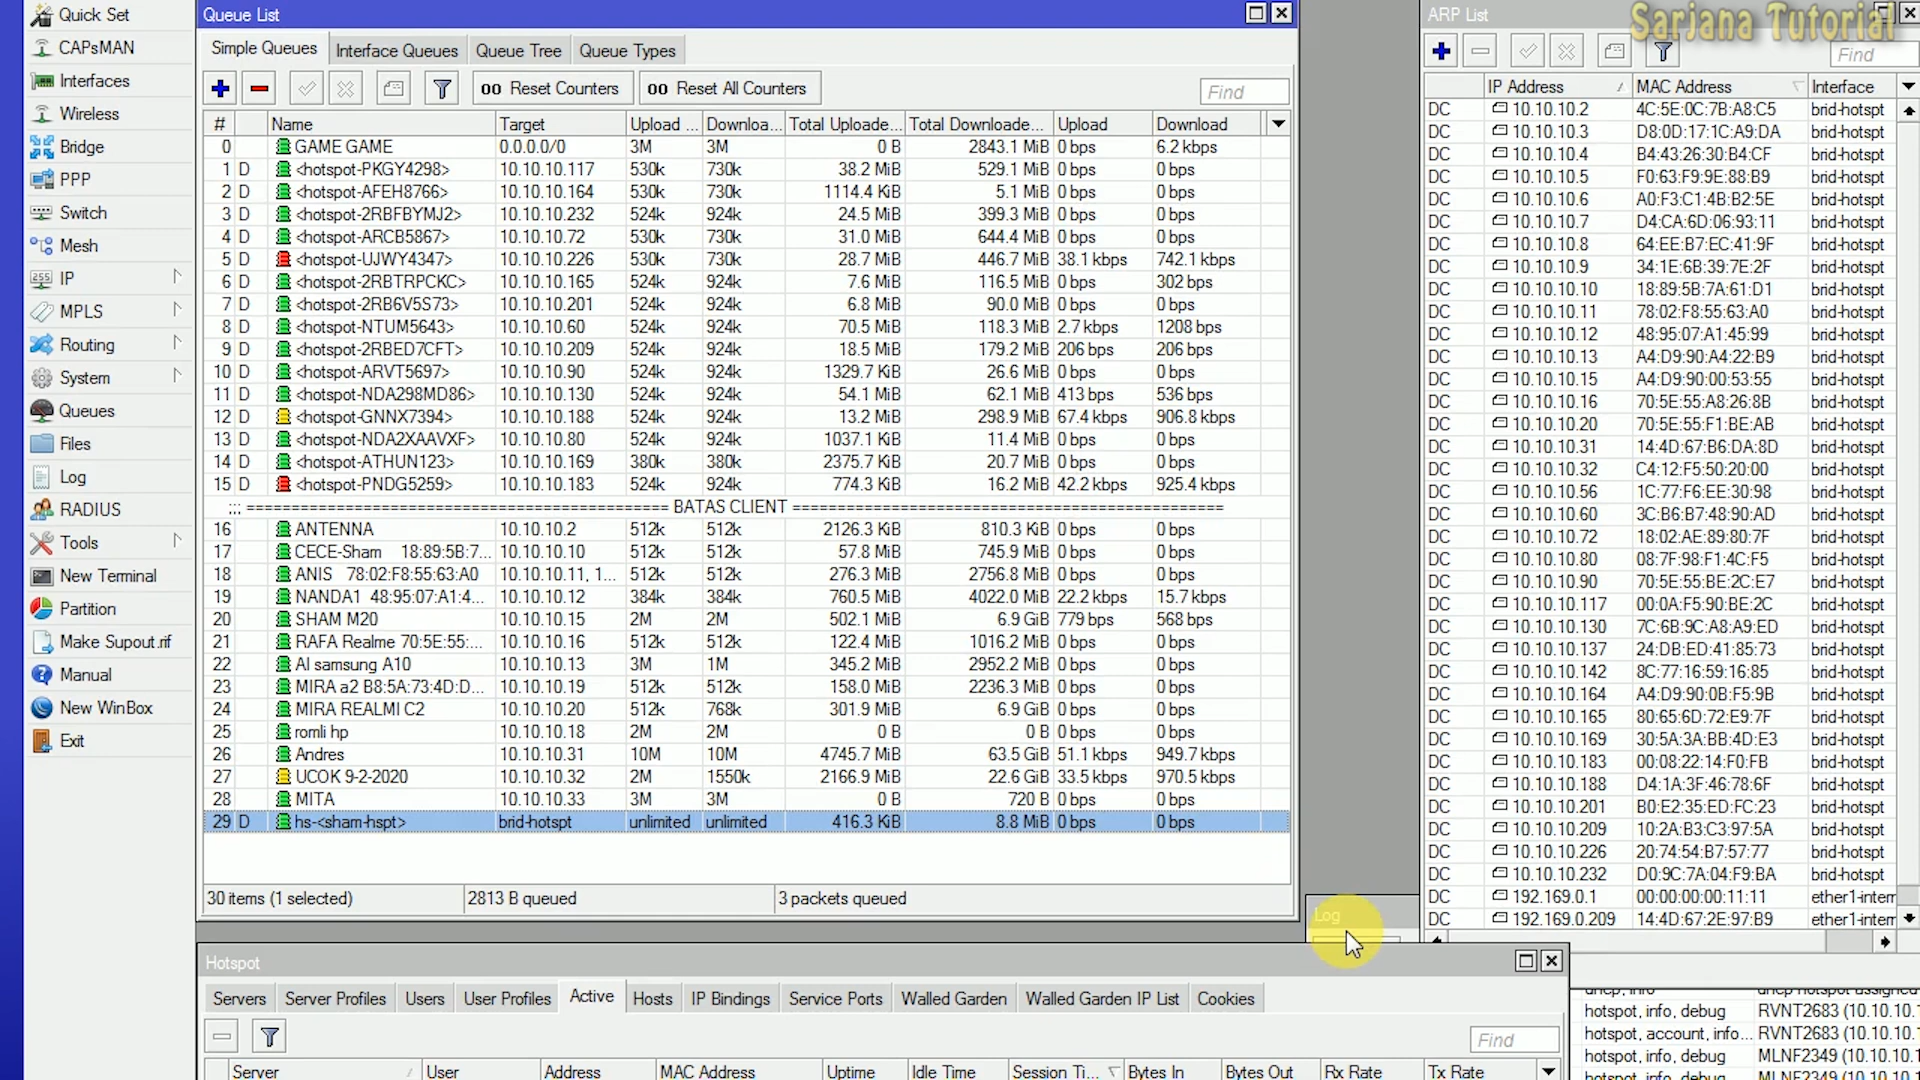 Quick Set
CAPsMAN
Interfaces
Wireless
Bridge
PPP
Switch
Mesh
255 IP
MPLS
Routing
System
Queues
Files
Log
RADIUS
Tools
New Terminal
Partition
Make Supout.rif
Manual
New WinBox
Exit
Queue List
Simple Queues Interface Queues Queue Tree Queue Types
00 Reset Counters 00 Reset All Counters Find
# Name Target Upload ... Downloa... Total Uploade... Total Downloade... Upload Download
0 GAME GAME 0.0.0.0/0 3M 3M 0 B 2843.1 MiB 0 bps 6.2 kbps
1 D <hotspot-PKGY4298> 10.10.10.117 530k 730k 38.2 MiB 529.1 MiB 0 bps 0 bps
2 D <hotspot-AFEH8766> 10.10.10.164 530k 730k 1114.4 KiB 5.1 MiB 0 bps 0 bps
3 D <hotspot-2RBFBYMJ2> 10.10.10.232 524k 924k 24.5 MiB 399.3 MiB 0 bps 0 bps
4 D <hotspot-ARCB5867> 10.10.10.72 530k 730k 31.0 MiB 644.4 MiB 0 bps 0 bps
5 D <hotspot-UJWY4347> 10.10.10.226 530k 730k 28.7 MiB 446.7 MiB 38.1 kbps 742.1 kbps
6 D <hotspot-2RBTRPCKC> 10.10.10.165 524k 924k 7.6 MiB 116.5 MiB 0 bps 302 bps
7 D <hotspot-2RB6V5S73> 10.10.10.201 524k 924k 6.8 MiB 90.0 MiB 0 bps 0 bps
8 D <hotspot-NTUM5643> 10.10.10.60 524k 924k 70.5 MiB 118.3 MiB 2.7 kbps 1208 bps
9 D <hotspot-2RBED7CFT> 10.10.10.209 524k 924k 18.5 MiB 179.2 MiB 206 bps 206 bps
10 D <hotspot-ARVT5697> 10.10.10.90 524k 924k 1329.7 KiB 26.6 MiB 0 bps 0 bps
11 D <hotspot-NDA298MD86> 10.10.10.130 524k 924k 54.1 MiB 62.1 MiB 413 bps 536 bps
12 D <hotspot-GNNX7394> 10.10.10.188 524k 924k 13.2 MiB 298.9 MiB 67.4 kbps 906.8 kbps
13 D <hotspot-NDA2XAAVXF> 10.10.10.80 524k 924k 1037.1 KiB 11.4 MiB 0 bps 0 bps
14 D <hotspot-ATHUN123> 10.10.10.169 380k 380k 2375.7 KiB 20.7 MiB 0 bps 0 bps
15 D <hotspot-PNDG5259> 10.10.10.183 524k 924k 774.3 KiB 16.2 MiB 42.2 kbps 925.4 kbps
;;; ============================================ BATAS CLIENT ============================================
16 ANTENNA 10.10.10.2 512k 512k 2126.3 KiB 810.3 KiB 0 bps 0 bps
17 CECE-Sham 18:89:5B:7... 10.10.10.10 512k 512k 57.8 MiB 745.9 MiB 0 bps 0 bps
18 ANIS 78:02:F8:55:63:A0 10.10.10.11, 1... 512k 512k 276.3 MiB 2756.8 MiB 0 bps 0 bps
19 NANDA1 48:95:07:A1:4... 10.10.10.12 384k 384k 760.5 MiB 4022.0 MiB 22.2 kbps 15.7 kbps
20 SHAM M20 10.10.10.15 2M 2M 502.1 MiB 6.9 GiB 779 bps 568 bps
21 RAFA Realme 70:5E:55:... 10.10.10.16 512k 512k 122.4 MiB 1016.2 MiB 0 bps 0 bps
22 Al samsung A10 10.10.10.13 3M 1M 345.2 MiB 2952.2 MiB 0 bps 0 bps
23 MIRA a2 B8:5A:73:4D:D... 10.10.10.19 512k 512k 158.0 MiB 2236.3 MiB 0 bps 0 bps
24 MIRA REALMI C2 10.10.10.20 512k 768k 301.9 MiB 6.9 GiB 0 bps 0 bps
25 romli hp 10.10.10.18 2M 2M 0 B 0 B 0 bps 0 bps
26 Andres 10.10.10.31 10M 10M 4745.7 MiB 63.5 GiB 51.1 kbps 949.7 kbps
27 UCOK 9-2-2020 10.10.10.32 2M 1550k 2166.9 MiB 22.6 GiB 33.5 kbps 970.5 kbps
28 MITA 10.10.10.33 3M 3M 0 B 720 B 0 bps 0 bps
29 D hs-<sham-hspt> brid-hotspt unlimited unlimited 416.3 KiB 8.8 MiB 0 bps 0 bps
30 items (1 selected) 2813 B queued 3 packets queued
ARP List
Sarjana Tutorial
Find
IP Address MAC Address Interface
DC 10.10.10.2 4C:5E:0C:7B:A8:C5 brid-hotspt
DC 10.10.10.3 D8:0D:17:1C:A9:DA brid-hotspt
DC 10.10.10.4 B4:43:26:30:B4:CF brid-hotspt
DC 10.10.10.5 F0:63:F9:9E:88:B9 brid-hotspt
DC 10.10.10.6 A0:F3:C1:4B:B2:5E brid-hotspt
DC 10.10.10.7 D4:CA:6D:06:93:11 brid-hotspt
DC 10.10.10.8 64:EE:B7:EC:41:9F brid-hotspt
DC 10.10.10.9 34:1E:6B:39:7E:2F brid-hotspt
DC 10.10.10.10 18:89:5B:7A:61:D1 brid-hotspt
DC 10.10.10.11 78:02:F8:55:63:A0 brid-hotspt
DC 10.10.10.12 48:95:07:A1:45:99 brid-hotspt
DC 10.10.10.13 A4:D9:90:A4:22:B9 brid-hotspt
DC 10.10.10.15 A4:D9:90:00:53:55 brid-hotspt
DC 10.10.10.16 70:5E:55:A8:26:8B brid-hotspt
DC 10.10.10.20 70:5E:55:F1:BE:AB brid-hotspt
DC 10.10.10.31 14:4D:67:B6:DA:8D brid-hotspt
DC 10.10.10.32 C4:12:F5:50:20:00 brid-hotspt
DC 10.10.10.56 1C:77:F6:EE:30:98 brid-hotspt
DC 10.10.10.60 3C:B6:B7:48:90:AD brid-hotspt
DC 10.10.10.72 18:02:AE:89:80:7F brid-hotspt
DC 10.10.10.80 08:7F:98:F1:4C:F5 brid-hotspt
DC 10.10.10.90 70:5E:55:BE:2C:E7 brid-hotspt
DC 10.10.10.117 00:0A:F5:90:BE:2C brid-hotspt
DC 10.10.10.130 7C:6B:9C:A8:A9:ED brid-hotspt
DC 10.10.10.137 24:DB:ED:41:85:73 brid-hotspt
DC 10.10.10.142 8C:77:16:59:16:85 brid-hotspt
DC 10.10.10.164 A4:D9:90:0B:F5:9B brid-hotspt
DC 10.10.10.165 80:65:6D:72:E9:7F brid-hotspt
DC 10.10.10.169 30:5A:3A:BB:4D:E3 brid-hotspt
DC 10.10.10.183 00:08:22:14:F0:FB brid-hotspt
DC 10.10.10.188 D4:1A:3F:46:78:6F brid-hotspt
DC 10.10.10.201 B0:E2:35:ED:FC:23 brid-hotspt
DC 10.10.10.209 10:2A:B3:C3:97:5A brid-hotspt
DC 10.10.10.226 20:74:54:B7:57:77 brid-hotspt
DC 10.10.10.232 D0:9C:7A:04:F9:BA brid-hotspt
DC 192.169.0.1 00:00:00:00:11:11 ether1-intern
DC 192.169.0.209 14:4D:67:2E:97:B9 ether1-intern
Log
Hotspot
Servers Server Profiles Users User Profiles Active Hosts IP Bindings Service Ports Walled Garden Walled Garden IP List Cookies
Find
Server User Address MAC Address Uptime Idle Time Session Ti... Bytes In Bytes Out Rx Rate Tx Rate
hotspot, info, debug RVNT2683 (10.10.10.1
hotspot, account, info... RVNT2683 (10.10.10.1
hotspot, info, debug MLNF2349 (10.10.10.1